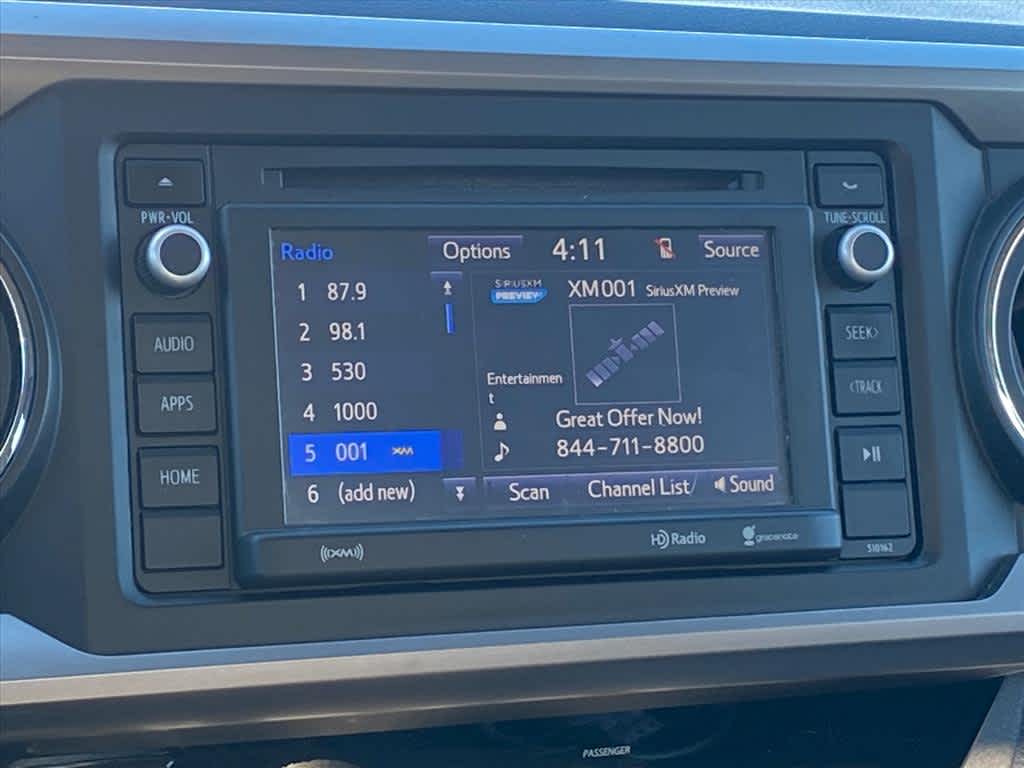 PWR•VOL
TUNE•SCROLL
AUDIO
APPS
HOME
SEEK>
<TRACK
Radio
Options
4:11
Source
1 87.9
2 98.1
3 530
4 1000
5 001 XM
6 (add new)
SIRIUSXM
PREVIEW
XM001 SiriusXM Preview
Entertainmen
t
Great Offer Now!
844-711-8800
Scan
Channel List
Sound
((XM))
HD Radio
gracenote
510162
PASSENGER